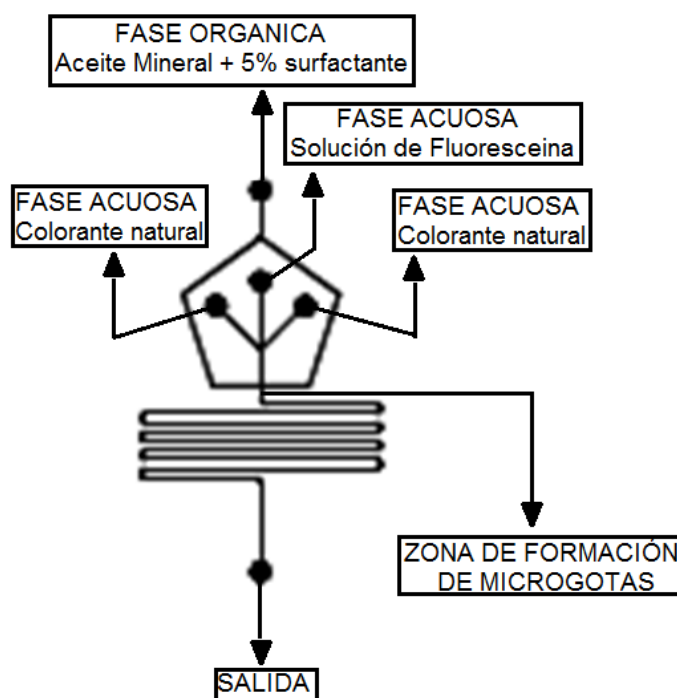 FASE ORGANICA
Aceite Mineral + 5% surfactante
FASE ACUOSA
Solución de Fluoresceina
FASE ACUOSA
Colorante natural
FASE ACUOSA
Colorante natural
ZONA DE FORMACIÓN
DE MICROGOTAS
SALIDA